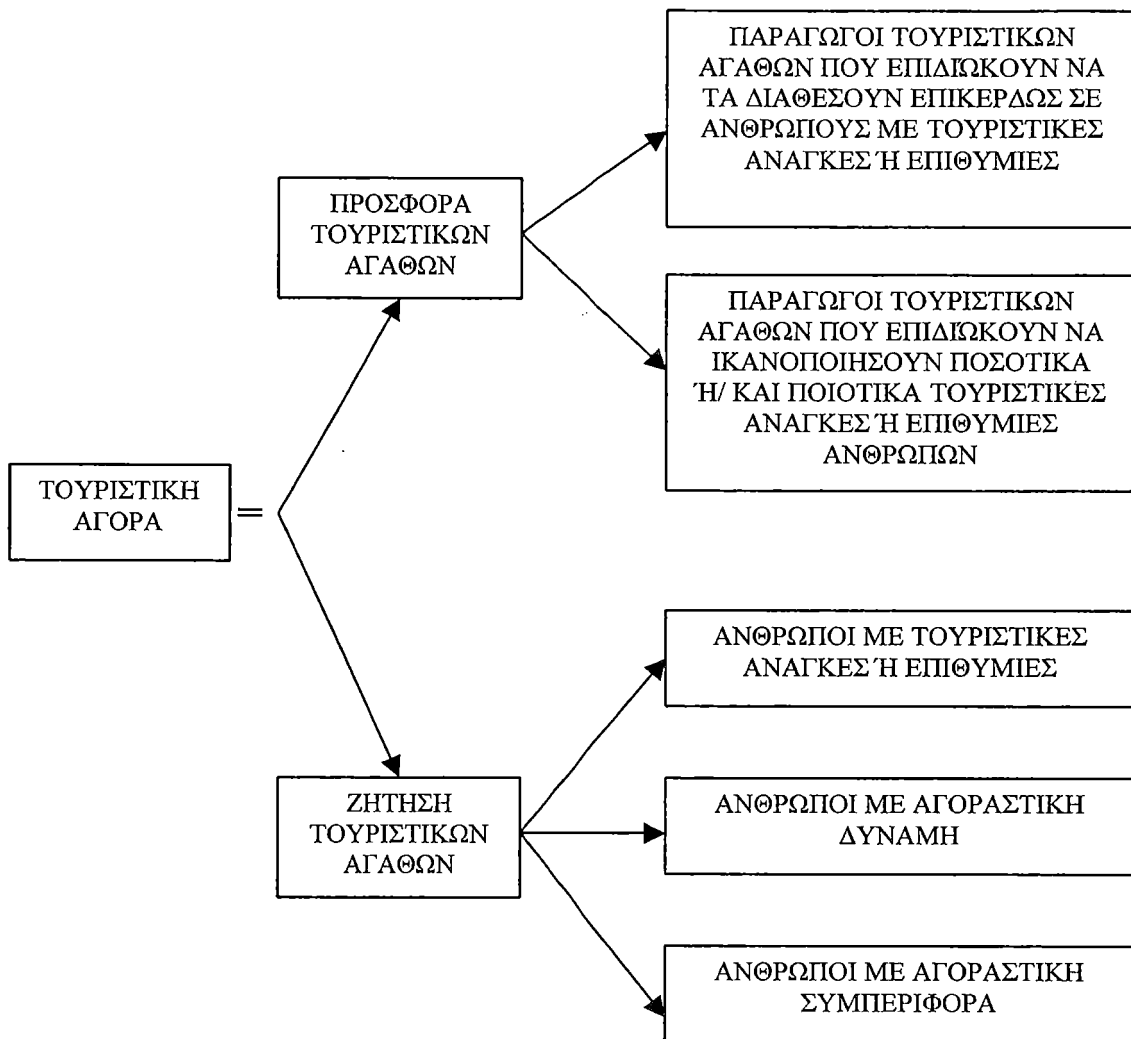 ΠΑΡΑΓΩΓΟΙ ΤΟΥΡΙΣΤΙΚΩΝ
ΑΓΑΘΩΝ ΠΟΥ ΕΠΙΔΙΩΚΟΥΝ ΝΑ
ΤΑ ΔΙΑΘΕΣΟΥΝ ΕΠΙΚΕΡΔΩΣ ΣΕ
ΑΝΘΡΩΠΟΥΣ ΜΕ ΤΟΥΡΙΣΤΙΚΕΣ
ΑΝΑΓΚΕΣ Ή ΕΠΙΘΥΜΙΕΣ
ΠΡΟΣΦΟΡΑ
ΤΟΥΡΙΣΤΙΚΩΝ
ΑΓΑΘΩΝ
ΠΑΡΑΓΩΓΟΙ ΤΟΥΡΙΣΤΙΚΩΝ
ΑΓΑΘΩΝ ΠΟΥ ΕΠΙΔΙΩΚΟΥΝ ΝΑ
ΙΚΑΝΟΠΟΙΗΣΟΥΝ ΠΟΣΟΤΙΚΑ
Ή/ ΚΑΙ ΠΟΙΟΤΙΚΑ ΤΟΥΡΙΣΤΙΚΕΣ
ΑΝΑΓΚΕΣ Ή ΕΠΙΘΥΜΙΕΣ
ΑΝΘΡΩΠΩΝ
ΤΟΥΡΙΣΤΙΚΗ
ΑΓΟΡΑ
=
ΑΝΘΡΩΠΟΙ ΜΕ ΤΟΥΡΙΣΤΙΚΕΣ
ΑΝΑΓΚΕΣ Ή ΕΠΙΘΥΜΙΕΣ
ΖΗΤΗΣΗ
ΤΟΥΡΙΣΤΙΚΩΝ
ΑΓΑΘΩΝ
ΑΝΘΡΩΠΟΙ ΜΕ ΑΓΟΡΑΣΤΙΚΗ
ΔΥΝΑΜΗ
ΑΝΘΡΩΠΟΙ ΜΕ ΑΓΟΡΑΣΤΙΚΗ
ΣΥΜΠΕΡΙΦΟΡΑ